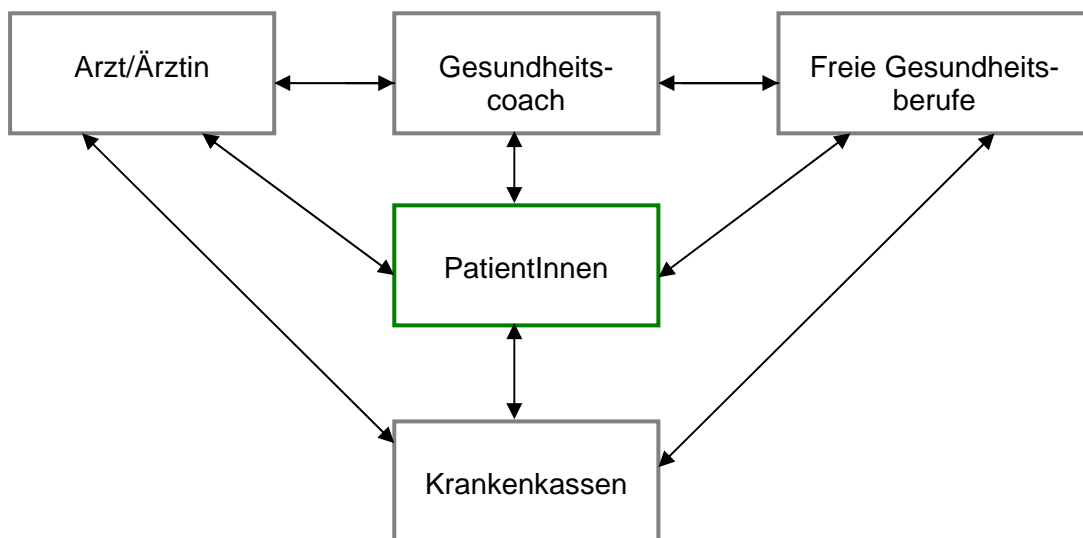 Arzt/Ärztin
Gesundheits-
coach
Freie Gesundheits-
berufe
PatientInnen
Krankenkassen